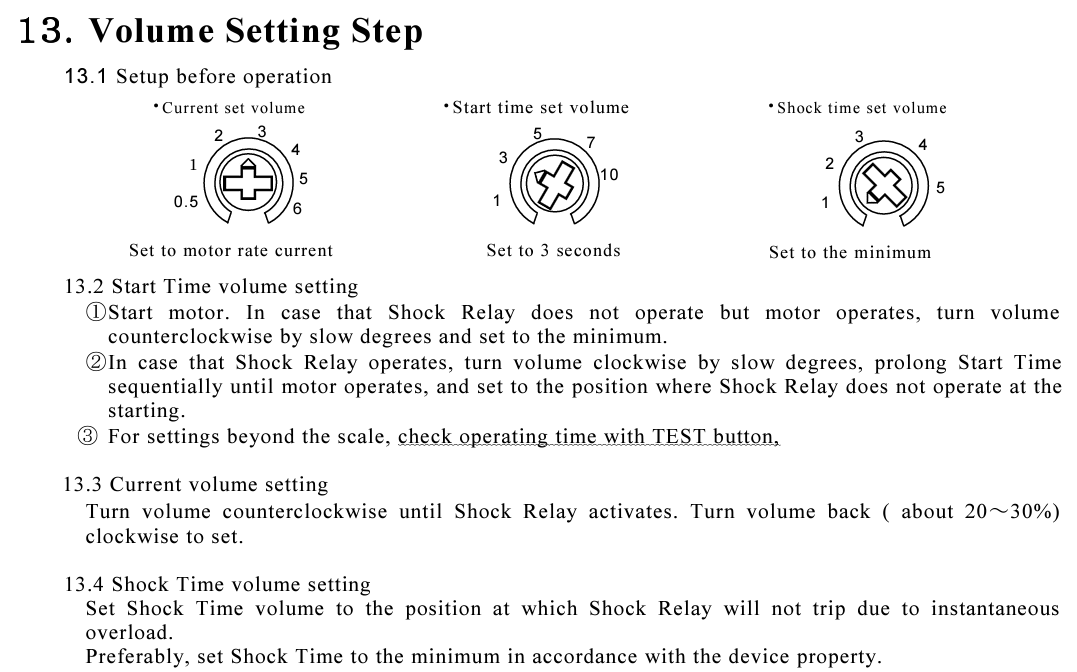 13. Volume Setting Step
13.1 Setup before operation
・Current set volume
・Start time set volume
・Shock time set volume
2 3 4 1 5 0.5 6
5 7 3 10 1
3 4 2 5 1
Set to motor rate current
Set to 3 seconds
Set to the minimum
13.2 Start Time volume setting
①Start motor. In case that Shock Relay does not operate but motor operates, turn volume
counterclockwise by slow degrees and set to the minimum.
②In case that Shock Relay operates, turn volume clockwise by slow degrees, prolong Start Time
sequentially until motor operates, and set to the position where Shock Relay does not operate at the
starting.
③ For settings beyond the scale, check operating time with TEST button,
13.3 Current volume setting
Turn volume counterclockwise until Shock Relay activates. Turn volume back ( about 20～30%)
clockwise to set.
13.4 Shock Time volume setting
Set Shock Time volume to the position at which Shock Relay will not trip due to instantaneous
overload.
Preferably, set Shock Time to the minimum in accordance with the device property.